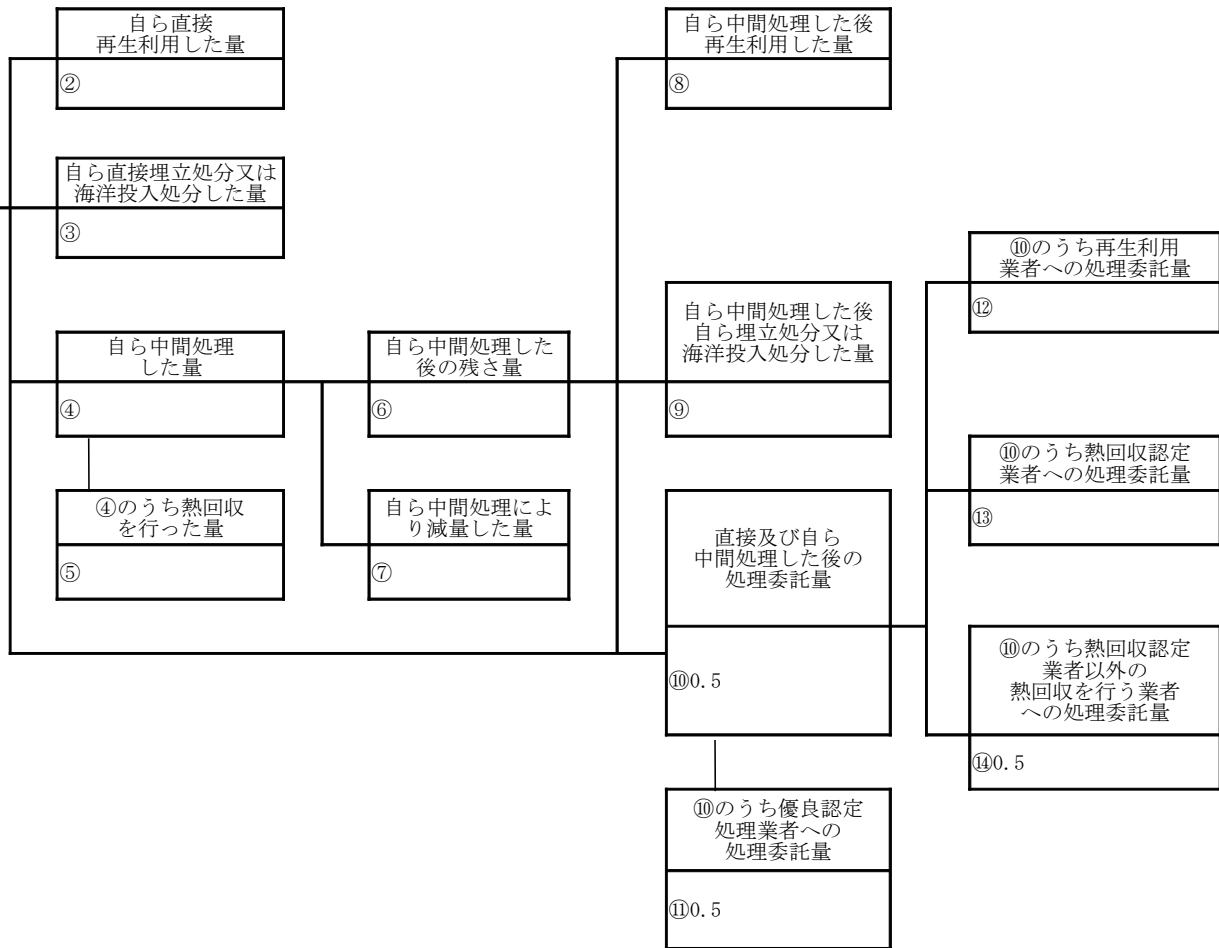 自ら直接
再生利用した量
②
自ら直接埋立処分又は
海洋投入処分した量
③
自ら中間処理
した量
④
④のうち熱回収
を行った量
⑤
自ら中間処理した
後の残さ量
⑥
自ら中間処理によ
り減量した量
⑦
自ら中間処理した後
再生利用した量
⑧
自ら中間処理した後
自ら埋立処分又は
海洋投入処分した量
⑨
直接及び自ら
中間処理した後の
処理委託量
⑩0.5
⑩のうち優良認定
処理業者への
処理委託量
⑪0.5
⑩のうち再生利用
業者への処理委託量
⑫
⑩のうち熱回収認定
業者への処理委託量
⑬
⑩のうち熱回収認定
業者以外の
熱回収を行う業者
への処理委託量
⑭0.5